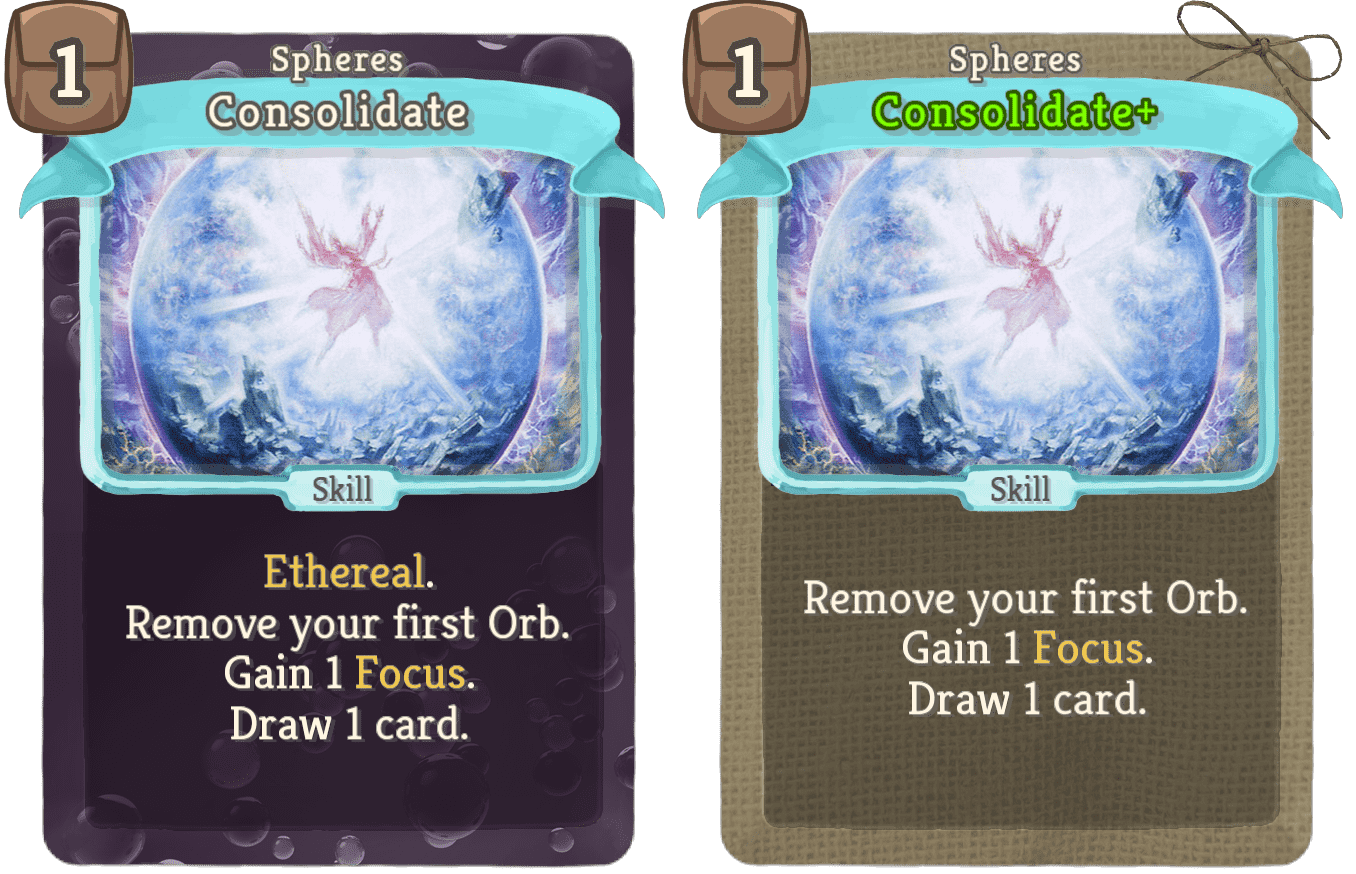 1
Spheres
Consolidate
Skill
Ethereal.
Remove your first Orb.
Gain 1 Focus.
Draw 1 card.
1
Spheres
Consolidate+
Skill
Remove your first Orb.
Gain 1 Focus.
Draw 1 card.